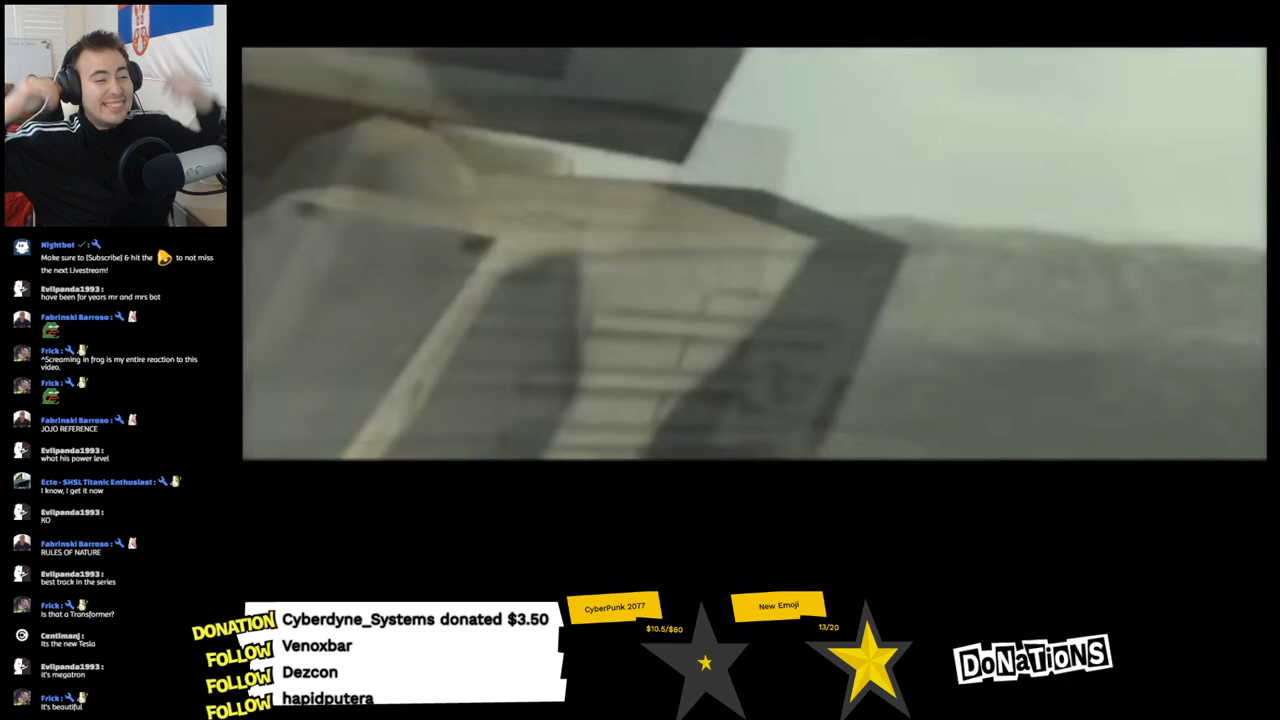 Nightbot :
Make sure to [Subscribe] & hit the to not miss
the next Livestream!
Evilpanda1993 :
have been for years mr and mrs bot
Fabrinski Barroso :
Frick :
^Screaming in frog is my entire reaction to this
video.
Frick :
Fabrinski Barroso :
JOJO REFERENCE
Evilpanda1993 :
what his power level
Ecto - SHSL Titanic Enthusiast :
I know, I get it now
Evilpanda1993 :
KO
Fabrinski Barroso :
RULES OF NATURE
Evilpanda1993 :
best track in the series
Frick :
Is that a Transformer?
Centimanj :
Its the new Tesla
Evilpanda1993 :
It's megatron
Frick :
It's beautiful
DONATION Cyberdyne_Systems donated $3.50
FOLLOW Venoxbar
FOLLOW Dezcon
FOLLOW hapidputera
CyberPunk 2077
$10.5/$80
New Emoji
13/20
DoNaTiONS